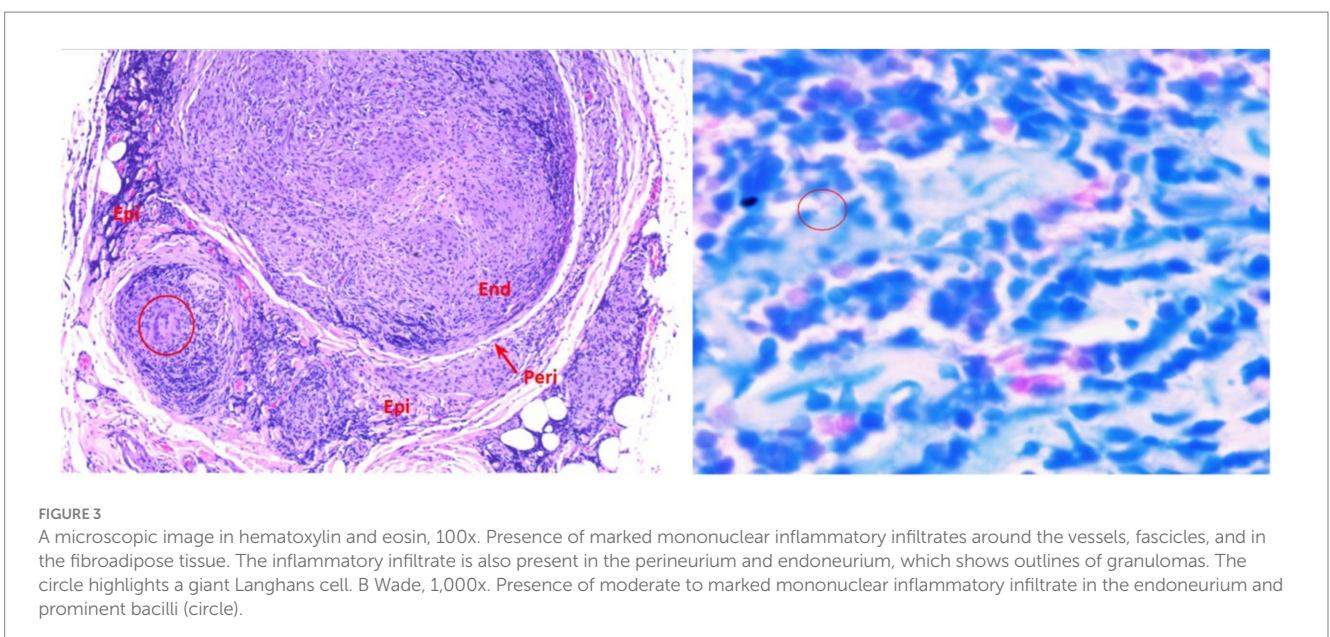 Epi
End
Peri
Epi
FIGURE 3
A microscopic image in hematoxylin and eosin, 100x. Presence of marked mononuclear inflammatory infiltrates around the vessels, fascicles, and in
the fibroadipose tissue. The inflammatory infiltrate is also present in the perineurium and endoneurium, which shows outlines of granulomas. The
circle highlights a giant Langhans cell. B Wade, 1,000x. Presence of moderate to marked mononuclear inflammatory infiltrate in the endoneurium and
prominent bacilli (circle).